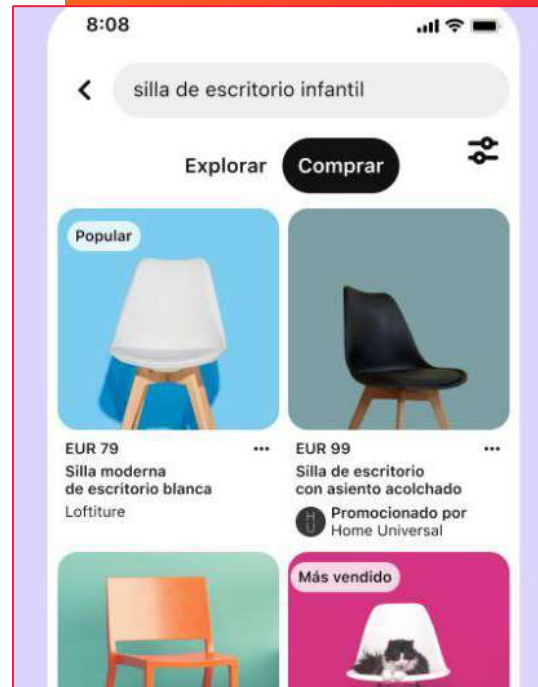 8:08
silla de escritorio infantil
Explorar
Comprar
Popular
EUR 79
Silla moderna
de escritorio blanca
Loftiture
EUR 99
Silla de escritorio
con asiento acolchado
HU
Promocionado por
Home Universal
Más vendido